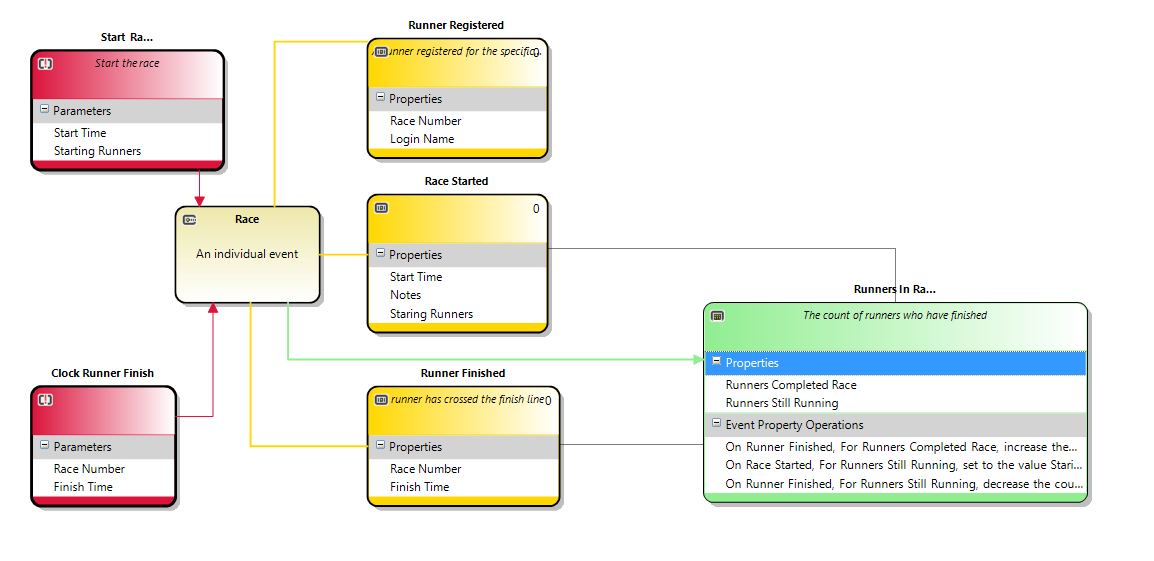 Start Ra...
Start the race
Parameters
Start Time
Starting Runners
Runner Registered
runner registered for the specific.
0
Properties
Race Number
Login Name
Race
An individual event
Race Started
0
Properties
Start Time
Notes
Staring Runners
Runners In Ra...
The count of runners who have finished
Properties
Runners Completed Race
Runners Still Running
Event Property Operations
On Runner Finished, For Runners Completed Race, increase the...
On Race Started, For Runners Still Running, set to the value Stari...
On Runner Finished, For Runners Still Running, decrease the cou...
Clock Runner Finish
Parameters
Race Number
Finish Time
Runner Finished
runner has crossed the finish line
0
Properties
Race Number
Finish Time